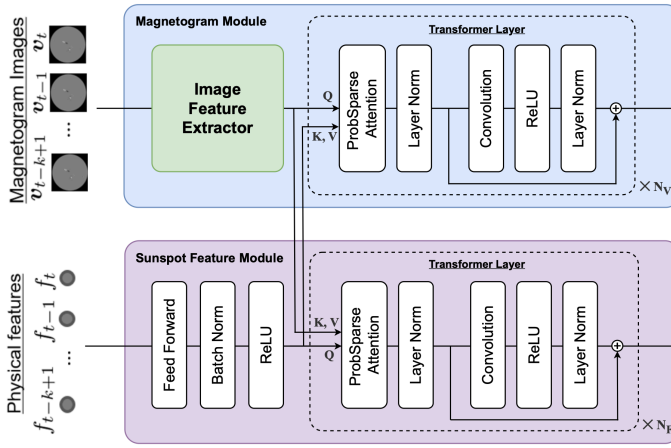 Magnetogram Images
v_t
v_{t-1}
...
v_{t-k+1}
Magnetogram Module
Image
Feature
Extractor
Q
K, V
Transformer Layer
ProbSparse
Attention
Layer Norm
Convolution
ReLU
Layer Norm
+
× N_V
Physical features
f_t
f_{t-1}
...
f_{t-k+1}
Sunspot Feature Module
Feed Forward
Batch Norm
ReLU
K, V
Q
Transformer Layer
ProbSparse
Attention
Layer Norm
Convolution
ReLU
Layer Norm
+